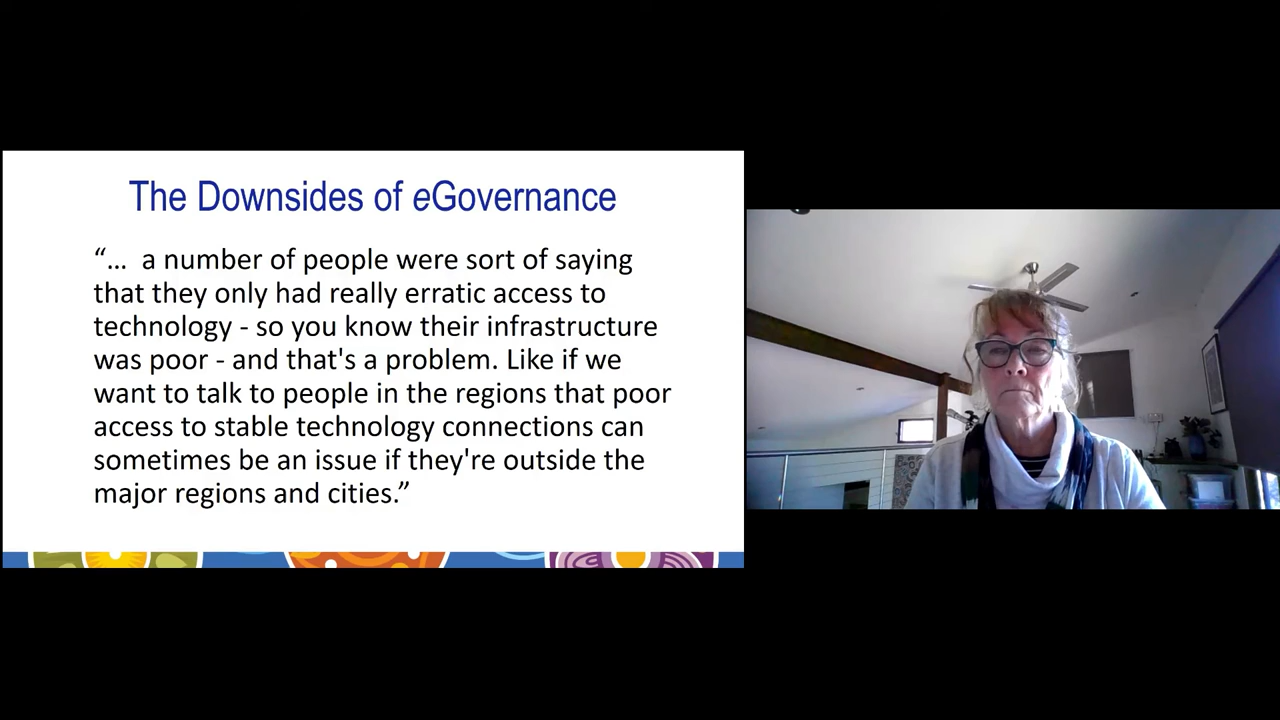 The Downsides of eGovernance
“… a number of people were sort of saying
that they only had really erratic access to
technology - so you know their infrastructure
was poor - and that's a problem. Like if we
want to talk to people in the regions that poor
access to stable technology connections can
sometimes be an issue if they're outside the
major regions and cities.”